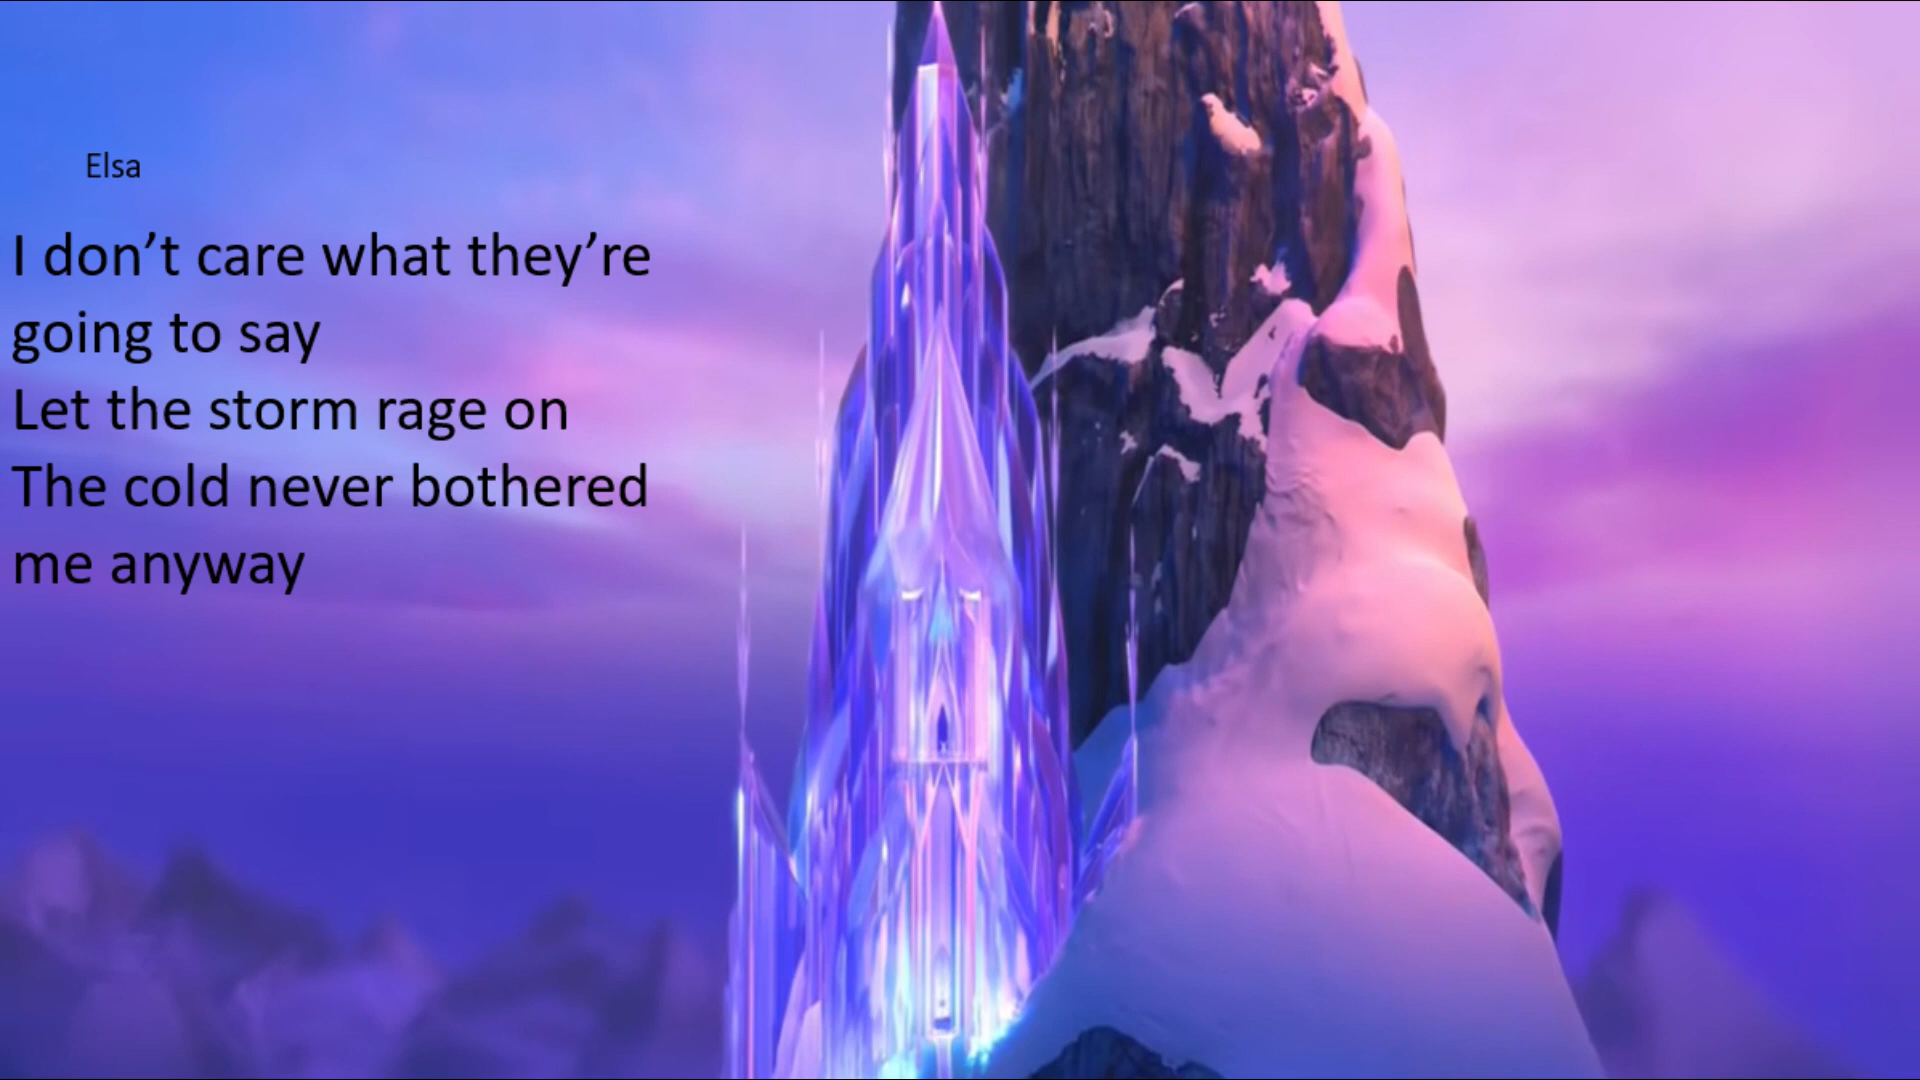 Elsa
I don’t care what they’re
going to say
Let the storm rage on
The cold never bothered
me anyway